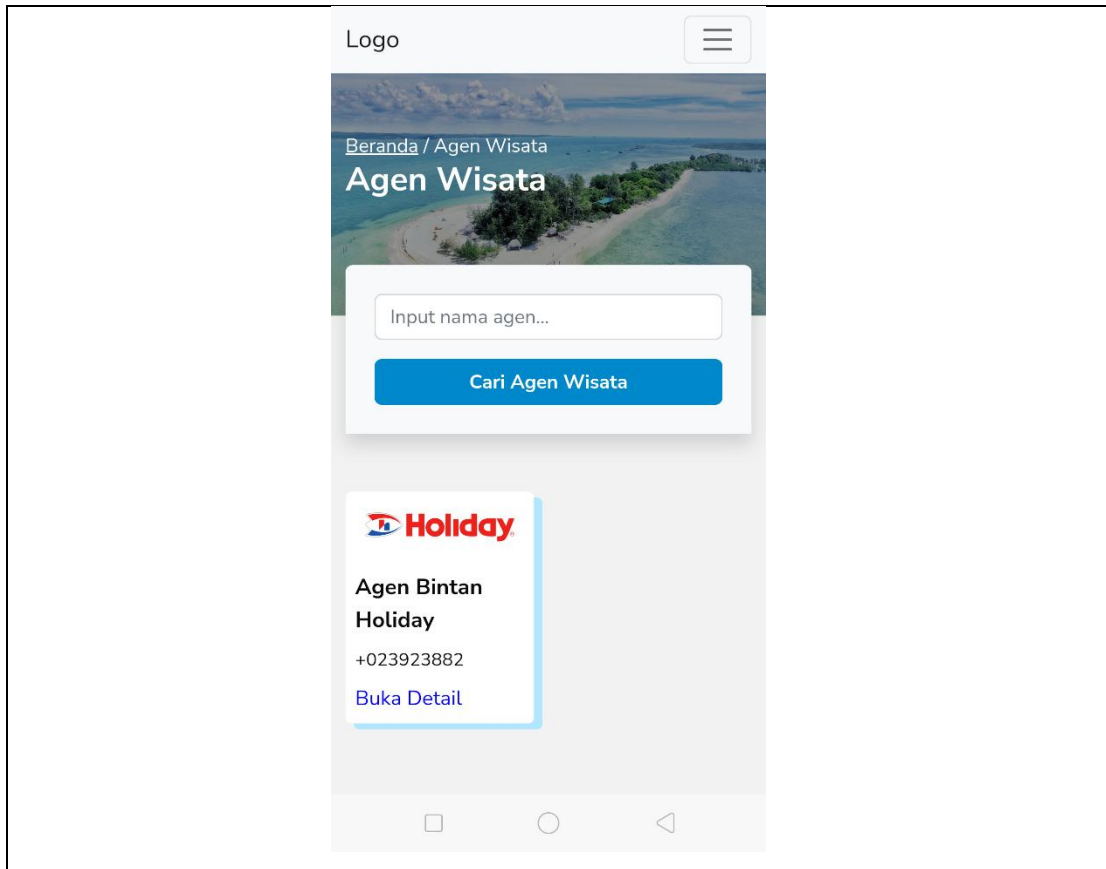 Logo
Beranda / Agen Wisata
Agen Wisata
Input nama agen...
Cari Agen Wisata
Holiday
Agen Bintan
Holiday
+023923882
Buka Detail